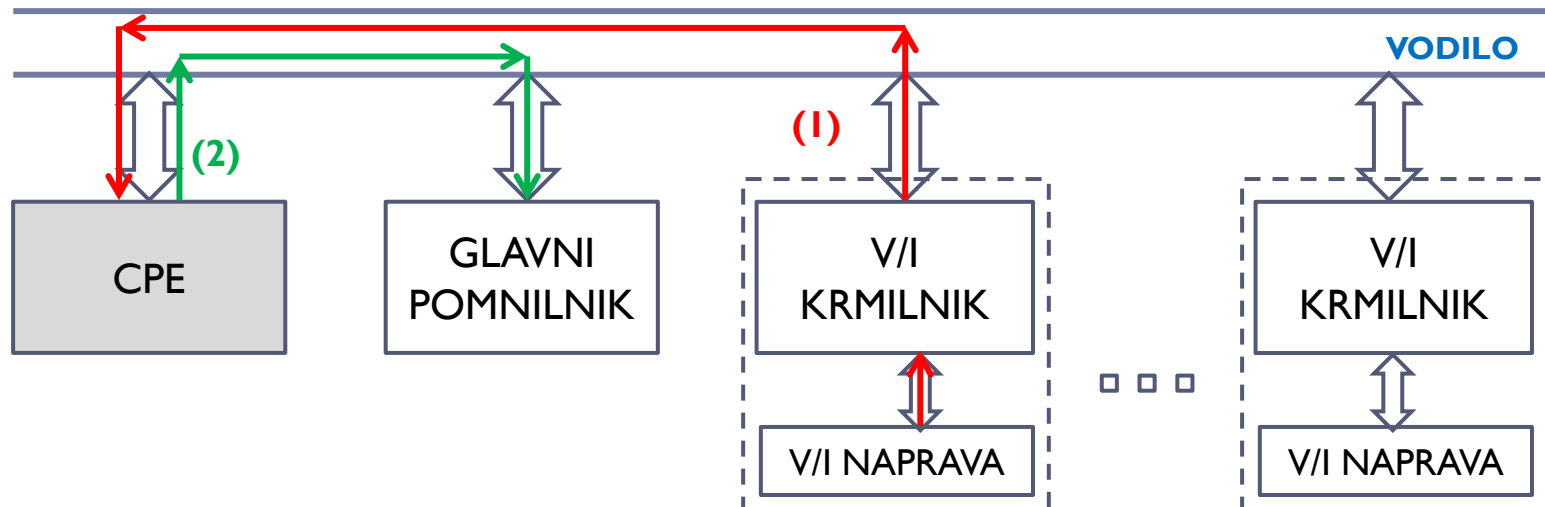 VODILO
(1)
(2)
CPE
GLAVNI
POMNILNIK
V/I
KRMILNIK
V/I
KRMILNIK
V/I NAPRAVA
V/I NAPRAVA